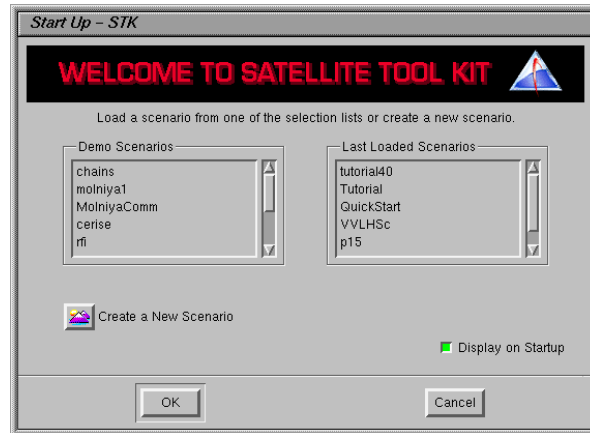 Start Up – STK
WELCOME TO SATELLITE TOOL KIT
Load a scenario from one of the selection lists or create a new scenario.
Demo Scenarios
chains
molniya1
MolniyaComm
cerise
rfi
Last Loaded Scenarios
tutorial40
Tutorial
QuickStart
VVLHSc
p15
Create a New Scenario
Display on Startup
OK
Cancel